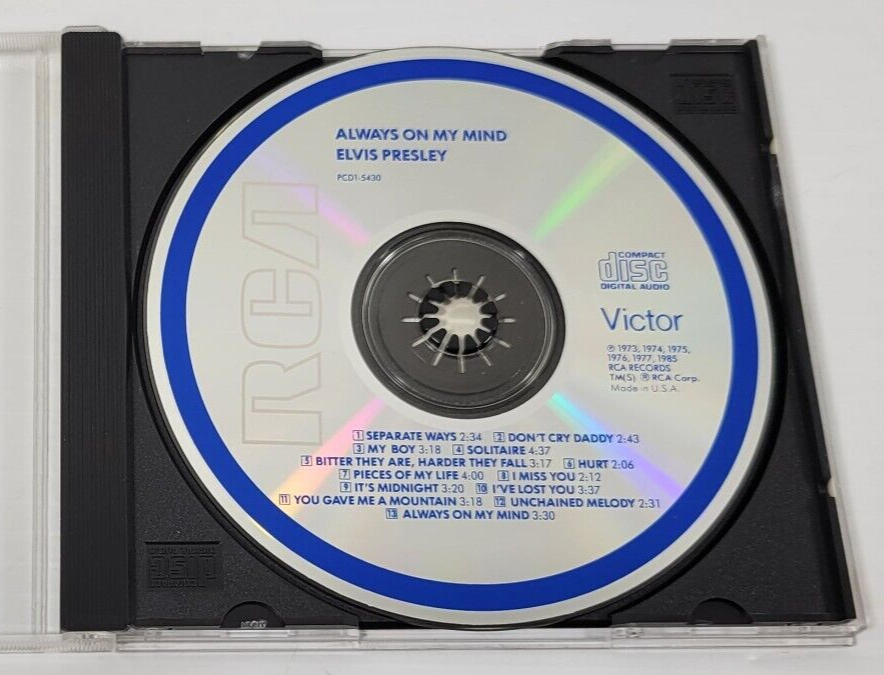 ALWAYS ON MY MIND
ELVIS PRESLEY
PCD1-5430
RCA
COMPACT
disc
DIGITAL AUDIO
Victor
℗ 1973, 1974, 1975,
1976, 1977, 1985
RCA RECORDS
TM(S) ® RCA Corp.
Made in U.S.A.
1 SEPARATE WAYS 2:34 2 DON'T CRY DADDY 2:43
3 MY BOY 3:18 4 SOLITAIRE 4:37
5 BITTER THEY ARE, HARDER THEY FALL 3:17 6 HURT 2:06
7 PIECES OF MY LIFE 4:00 8 I MISS YOU 2:12
9 IT'S MIDNIGHT 3:20 10 I'VE LOST YOU 3:37
11 YOU GAVE ME A MOUNTAIN 3:18 12 UNCHAINED MELODY 2:31
13 ALWAYS ON MY MIND 3:30
COMPACT
disc
DIGITAL AUDIO